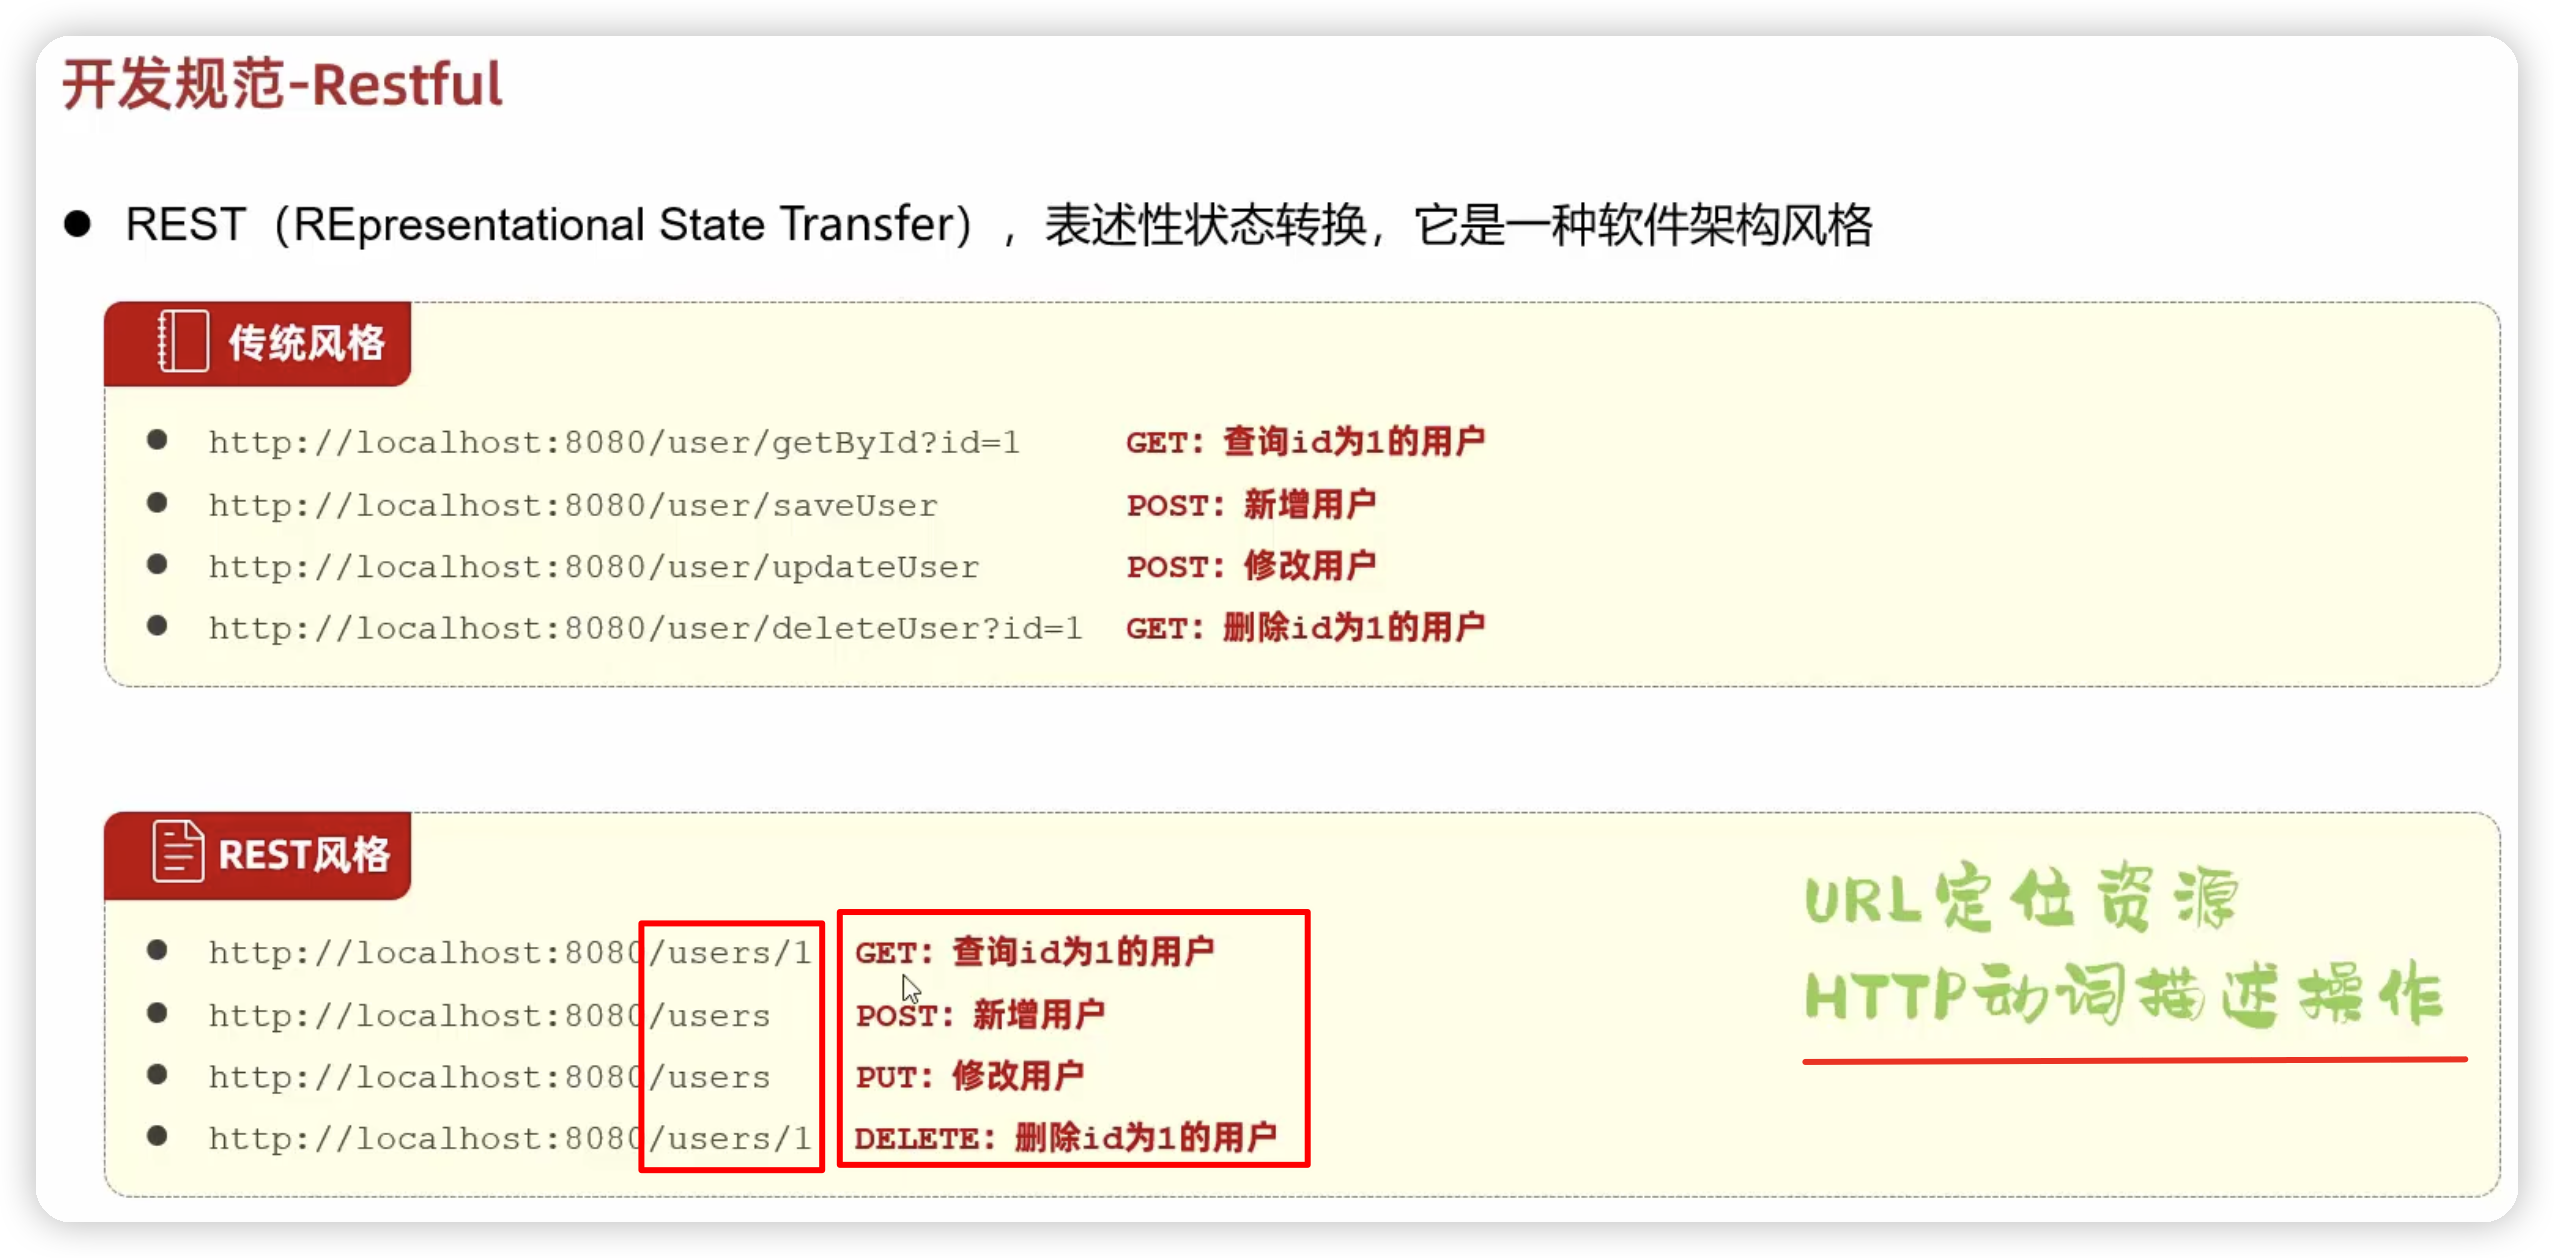 开发规范-Restful
REST（REpresentational State Transfer），表述性状态转换，它是一种软件架构风格
传统风格
http://localhost:8080/user/getById?id=1 GET：查询id为1的用户
http://localhost:8080/user/saveUser POST：新增用户
http://localhost:8080/user/updateUser POST：修改用户
http://localhost:8080/user/deleteUser?id=1 GET：删除id为1的用户
REST风格
http://localhost:8080/users/1 GET：查询id为1的用户
http://localhost:8080/users POST：新增用户
http://localhost:8080/users PUT：修改用户
http://localhost:8080/users/1 DELETE：删除id为1的用户
URL定位资源
HTTP动词描述操作